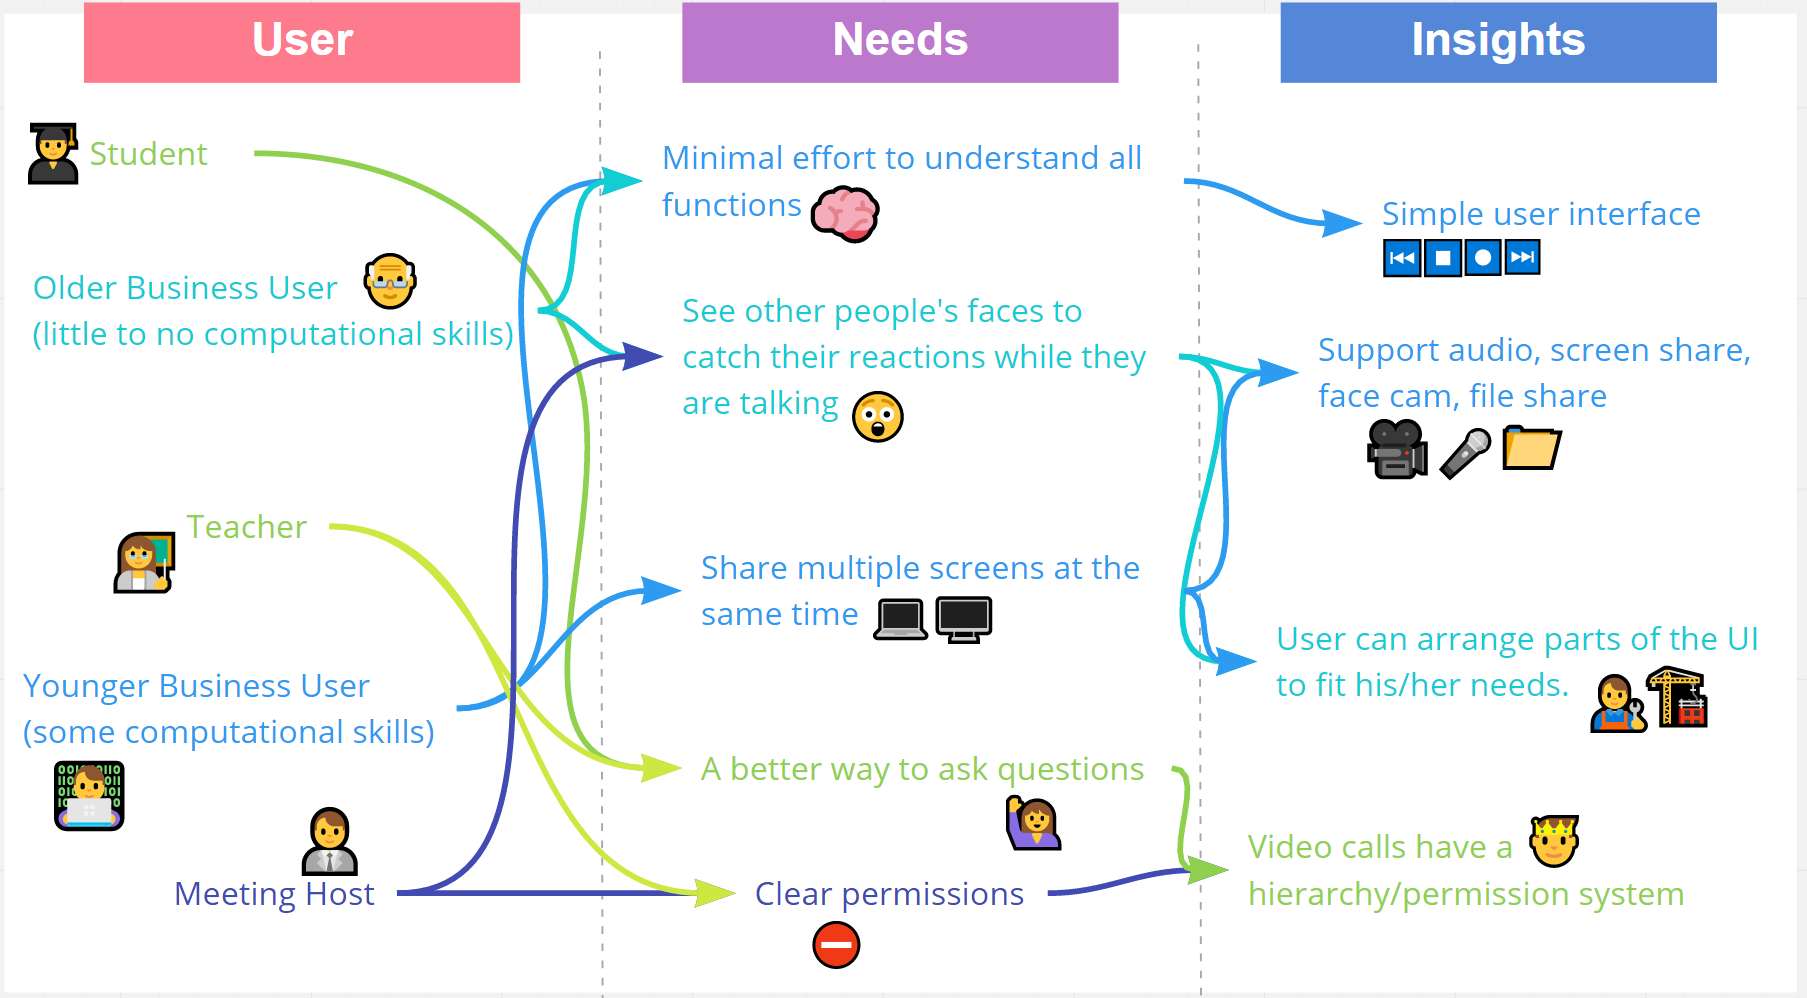 User
Needs
Insights
Student
Older Business User
(little to no computational skills)
Teacher
Younger Business User
(some computational skills)
Meeting Host
Minimal effort to understand all
functions
See other people's faces to
catch their reactions while they
are talking
Share multiple screens at the
same time
A better way to ask questions
Clear permissions
Simple user interface
Support audio, screen share,
face cam, file share
User can arrange parts of the UI
to fit his/her needs.
Video calls have a
hierarchy/permission system